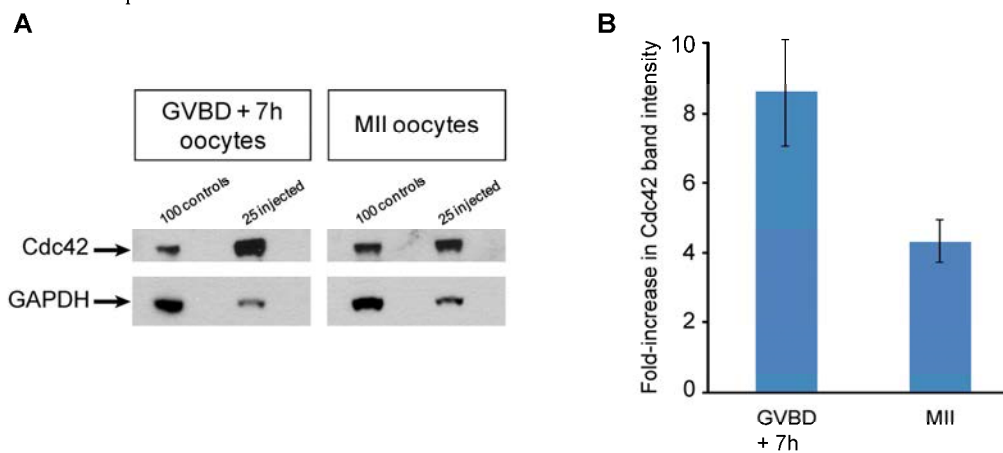 A
GVBD + 7h
oocytes
MII oocytes
100 controls
25 injected
100 controls
25 injected
Cdc42
GAPDH
B
Fold-increase in Cdc42 band intensity
10
8
6
4
2
0
GVBD
+ 7h
MII